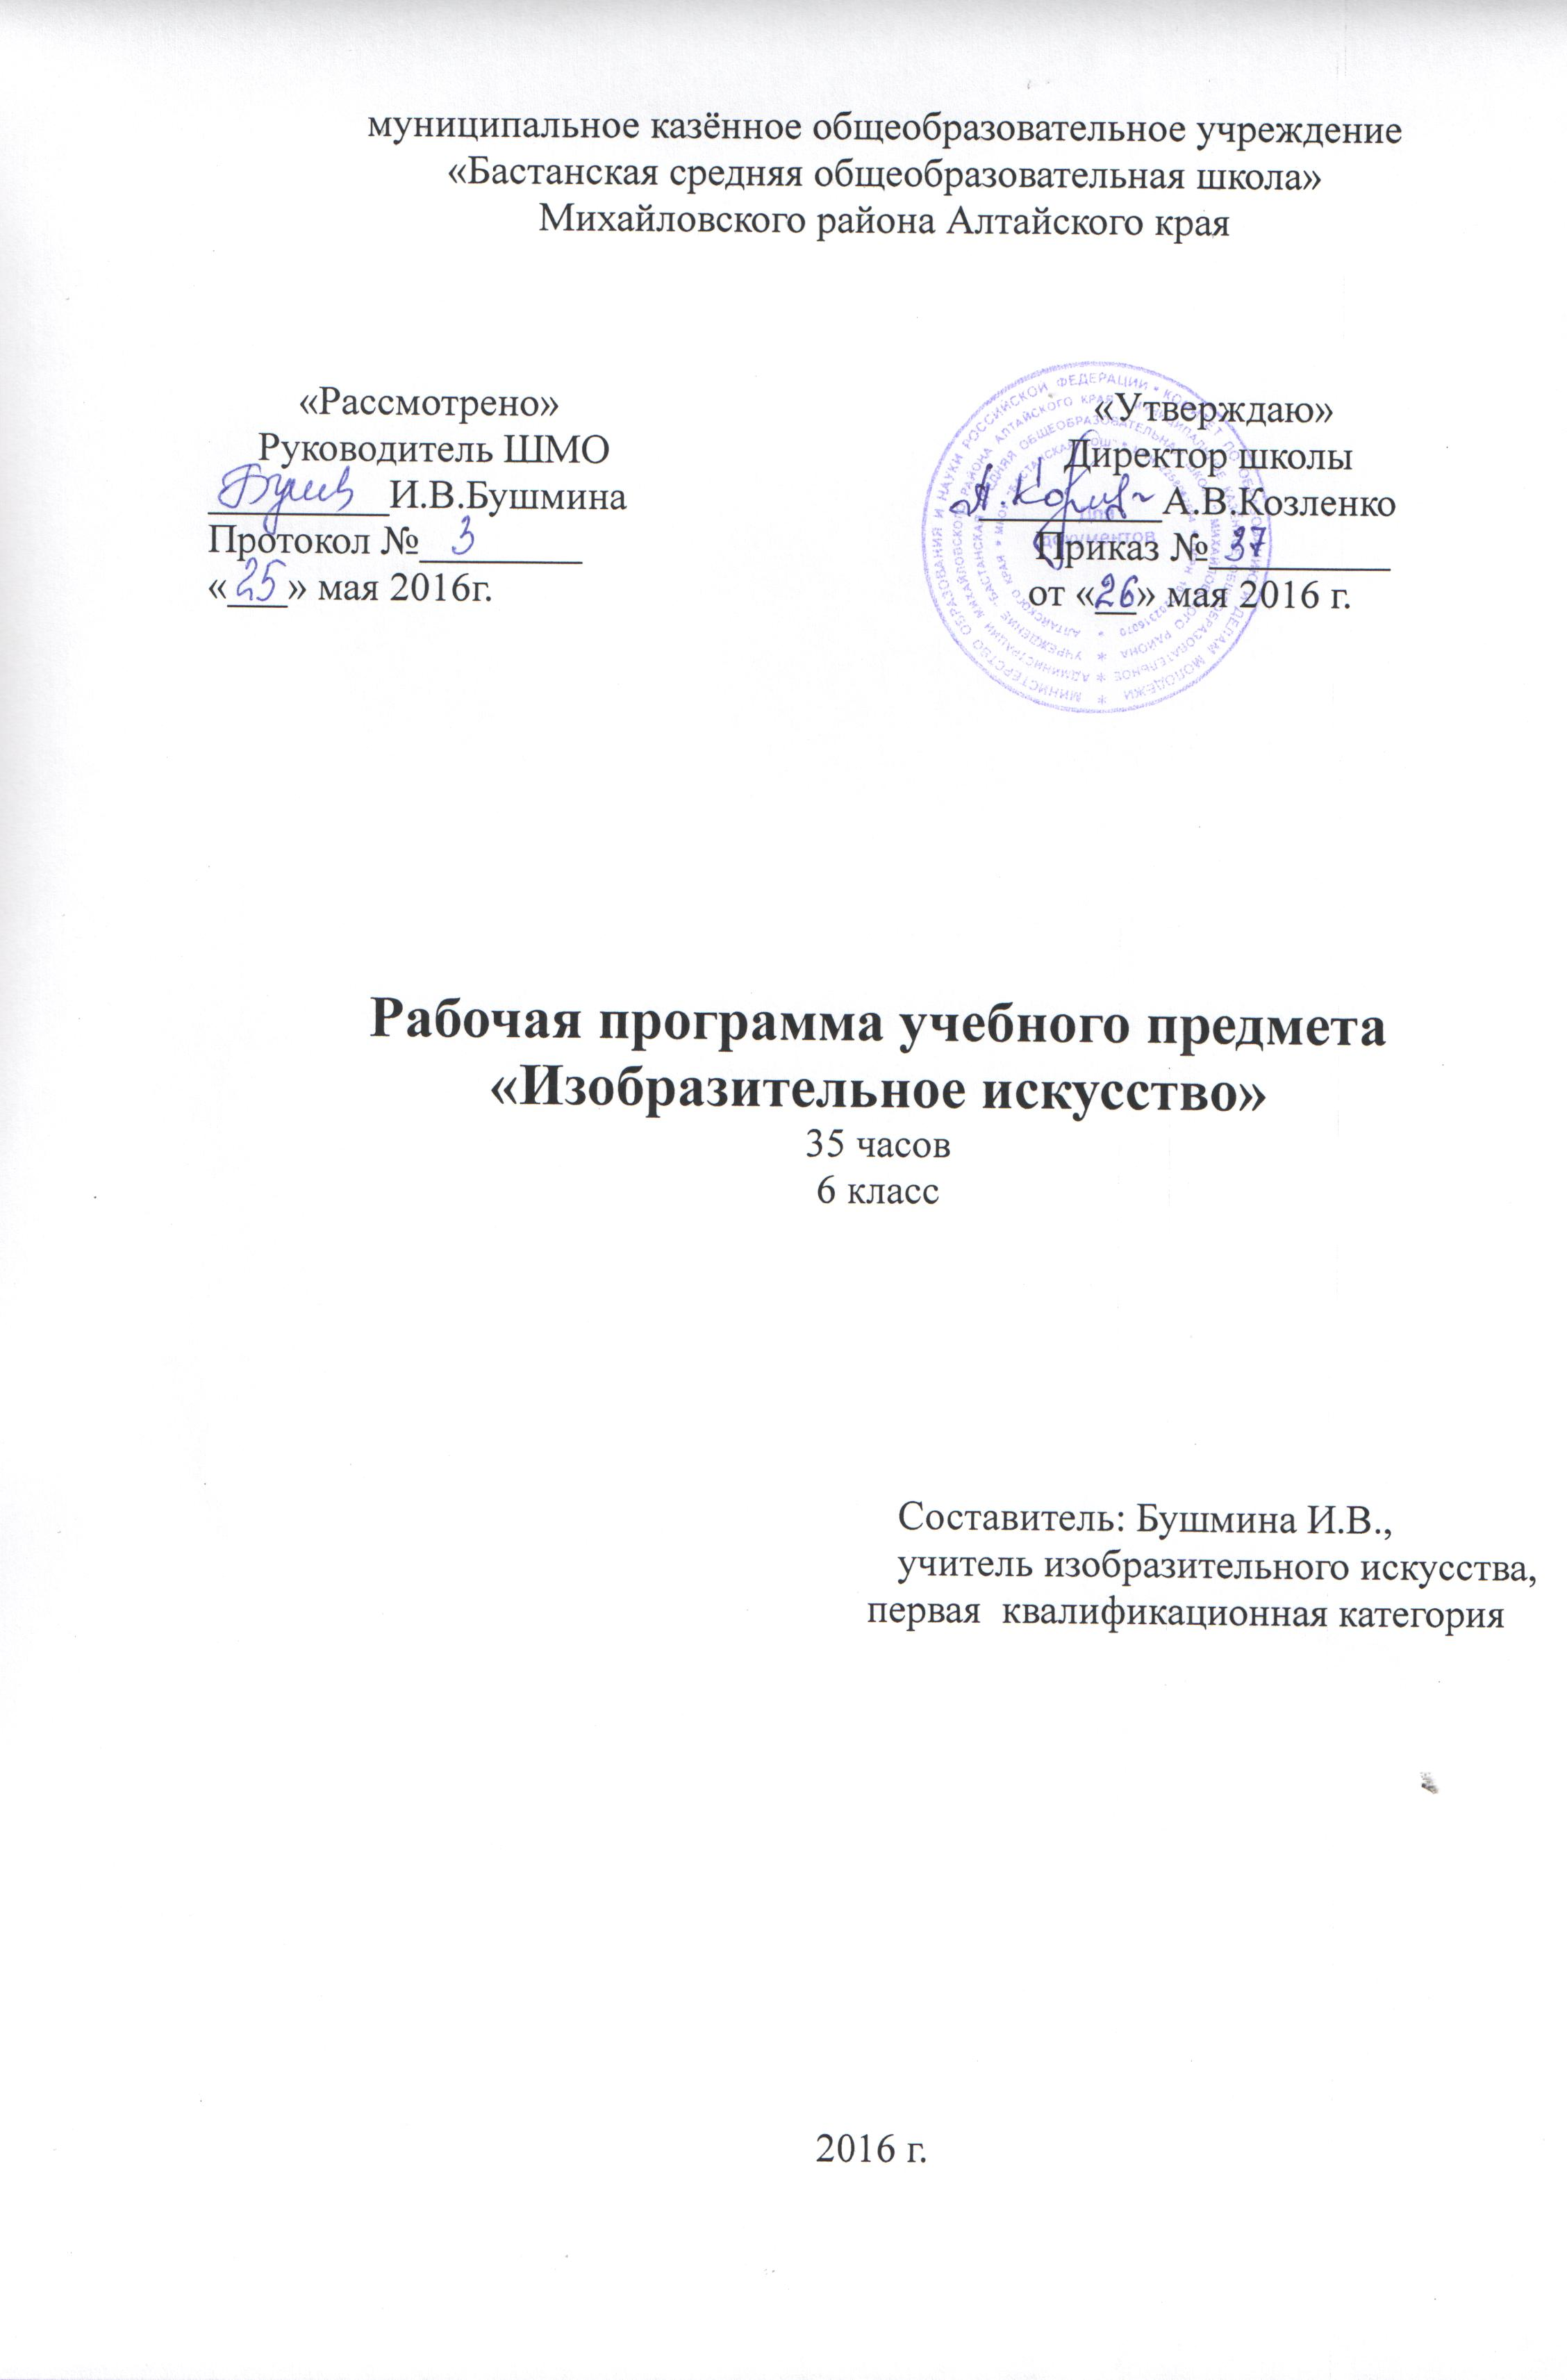 муниципальное казённое общеобразовательное учреждение
«Бастанская средняя общеобразовательная школа»
Михайловского района Алтайского края
«Рассмотрено»
Руководитель ШМО
И.В.Бушмина
Протокол № 3
«25» мая 2016г.
«Утверждаю»
Директор школы
А.В.Козленко
Приказ № 37
от «26» мая 2016 г.
Для
документов
Рабочая программа учебного предмета
«Изобразительное искусство»
35 часов
6 класс
Составитель: Бушмина И.В.,
учитель изобразительного искусства,
первая квалификационная категория
2016 г.